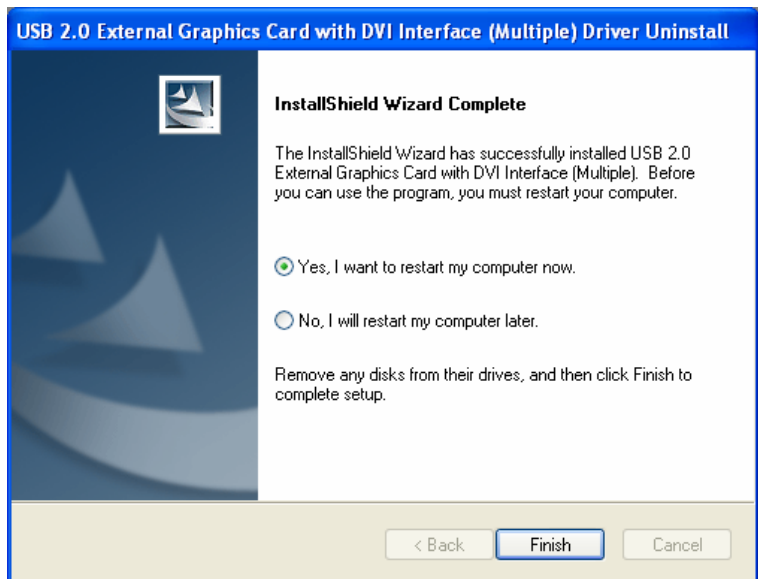 USB 2.0 External Graphics Card with DVI Interface (Multiple) Driver Uninstall
InstallShield Wizard Complete
The InstallShield Wizard has successfully installed USB 2.0
External Graphics Card with DVI Interface (Multiple).  Before
you can use the program, you must restart your computer.
Yes, I want to restart my computer now.
No, I will restart my computer later.
Remove any disks from their drives, and then click Finish to
complete setup.
< Back
Finish
Cancel